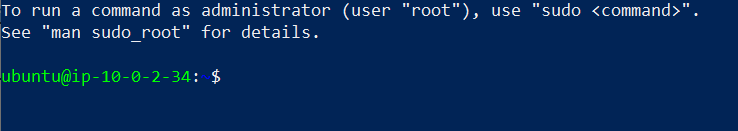 To run a command as administrator (user "root"), use "sudo <command>".
See "man sudo_root" for details.
ubuntu@ip-10-0-2-34:~$